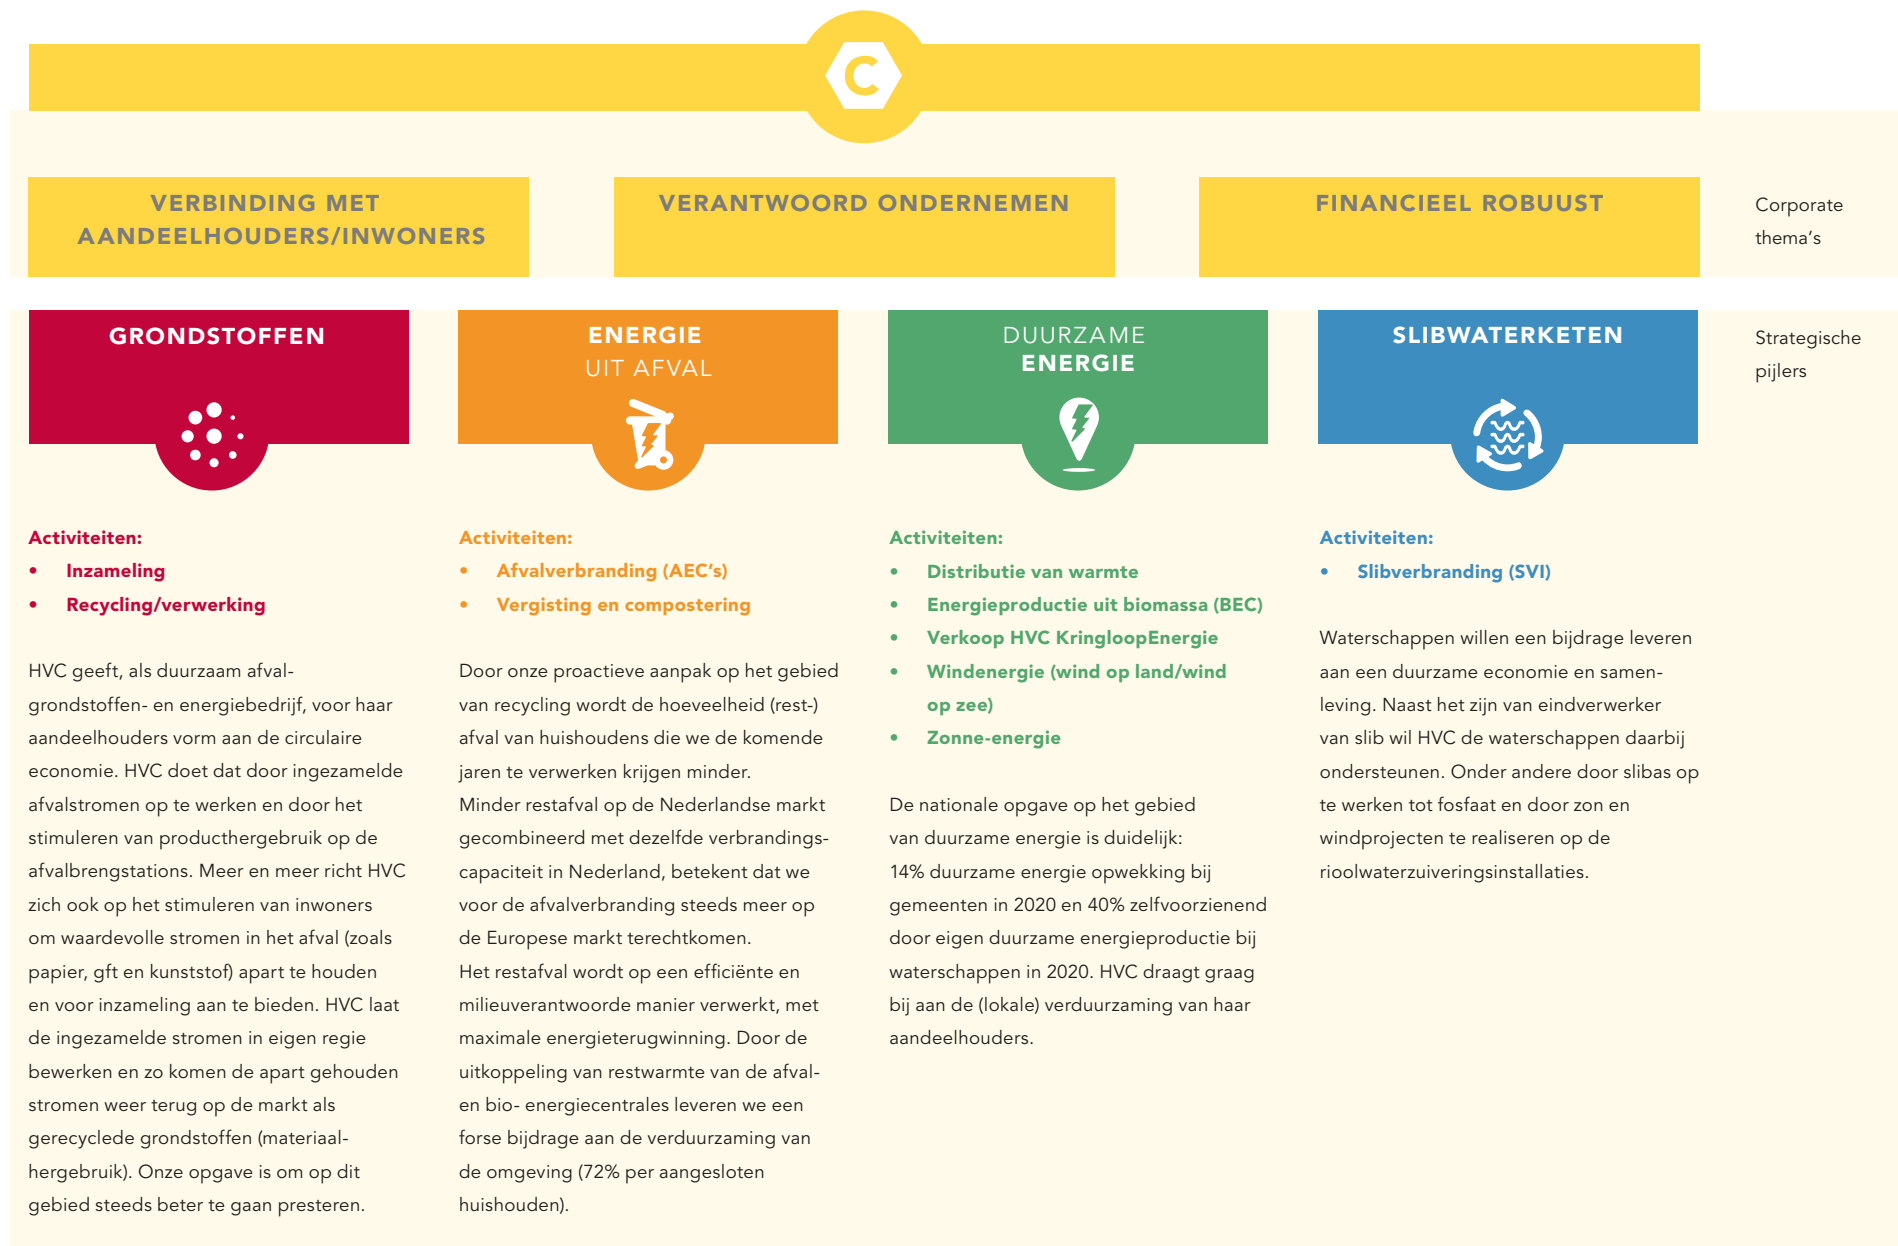 C
VERBINDING MET
AANDEELHOUDERS/INWONERS
VERANTWOORD ONDERNEMEN
FINANCIEEL ROBUUST
Corporate
thema's
GRONDSTOFFEN
ENERGIE
UIT AFVAL
DUURZAME
ENERGIE
SLIBWATERKETEN
Strategische
pijlers
Activiteiten:
• Inzameling
• Recycling/verwerking
HVC geeft, als duurzaam afval-
grondstoffen- en energiebedrijf, voor haar
aandeelhouders vorm aan de circulaire
economie. HVC doet dat door ingezamelde
afvalstromen op te werken en door het
stimuleren van producthergebruik op de
afvalbrengstations. Meer en meer richt HVC
zich ook op het stimuleren van inwoners
om waardevolle stromen in het afval (zoals
papier, gft en kunststof) apart te houden
en voor inzameling aan te bieden. HVC laat
de ingezamelde stromen in eigen regie
bewerken en zo komen de apart gehouden
stromen weer terug op de markt als
gerecyclede grondstoffen (materiaal-
hergebruik). Onze opgave is om op dit
gebied steeds beter te gaan presteren.
Activiteiten:
• Afvalverbranding (AEC's)
• Vergisting en compostering
Door onze proactieve aanpak op het gebied
van recycling wordt de hoeveelheid (rest-)
afval van huishoudens die we de komende
jaren te verwerken krijgen minder.
Minder restafval op de Nederlandse markt
gecombineerd met dezelfde verbrandings-
capaciteit in Nederland, betekent dat we
voor de afvalverbranding steeds meer op
de Europese markt terechtkomen.
Het restafval wordt op een efficiënte en
milieuverantwoorde manier verwerkt, met
maximale energieterugwinning. Door de
uitkoppeling van restwarmte van de afval-
en bio- energiecentrales leveren we een
forse bijdrage aan de verduurzaming van
de omgeving (72% per aangesloten
huishouden).
Activiteiten:
• Distributie van warmte
• Energieproductie uit biomassa (BEC)
• Verkoop HVC KringloopEnergie
• Windenergie (wind op land/wind
op zee)
• Zonne-energie
De nationale opgave op het gebied
van duurzame energie is duidelijk:
14% duurzame energie opwekking bij
gemeenten in 2020 en 40% zelfvoorzienend
door eigen duurzame energieproductie bij
waterschappen in 2020. HVC draagt graag
bij aan de (lokale) verduurzaming van haar
aandeelhouders.
Activiteiten:
• Slibverbranding (SVI)
Waterschappen willen een bijdrage leveren
aan een duurzame economie en samen-
leving. Naast het zijn van eindverwerker
van slib wil HVC de waterschappen daarbij
ondersteunen. Onder andere door slibas op
te werken tot fosfaat en door zon en
windprojecten te realiseren op de
rioolwaterzuiveringsinstallaties.